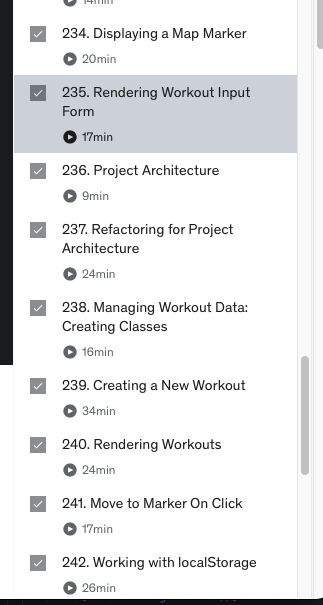 14min
234. Displaying a Map Marker
20min
235. Rendering Workout Input
Form
17min
236. Project Architecture
9min
237. Refactoring for Project
Architecture
24min
238. Managing Workout Data:
Creating Classes
16min
239. Creating a New Workout
34min
240. Rendering Workouts
24min
241. Move to Marker On Click
17min
242. Working with localStorage
26min